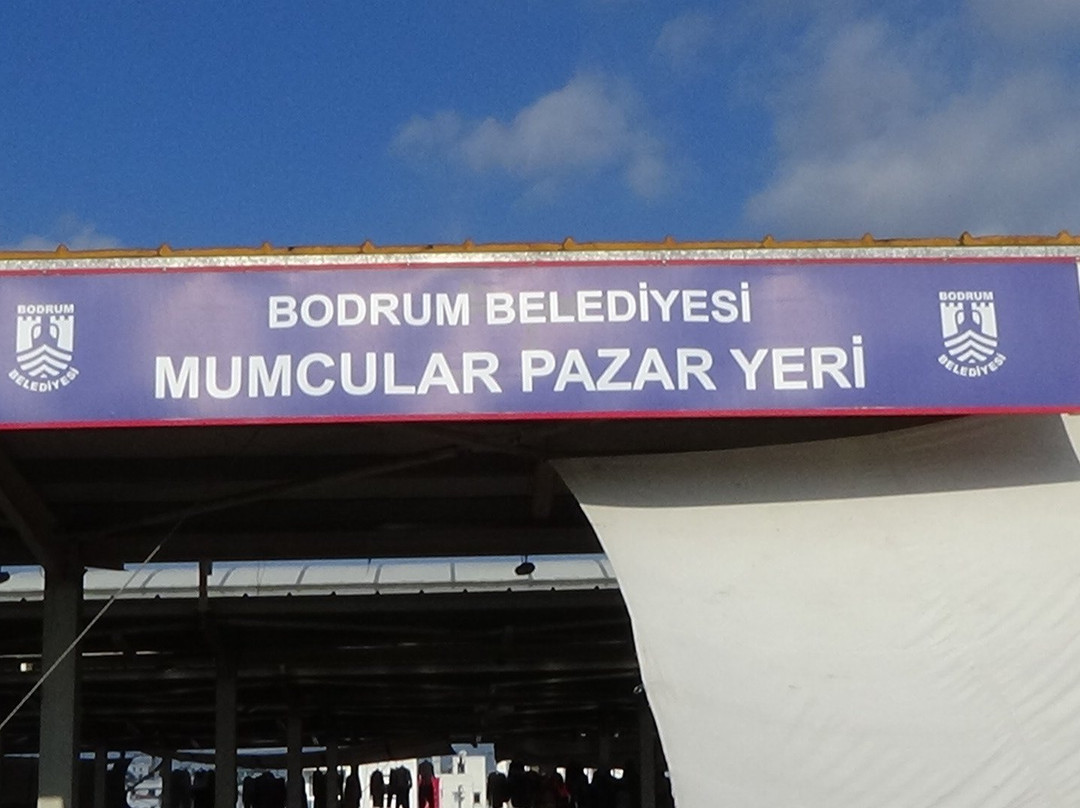 BODRUM BELEDİYESİ
MUMCULAR PAZAR YERİ
BODRUM
BELEDİYESİ
BODRUM
BELEDİYESİ